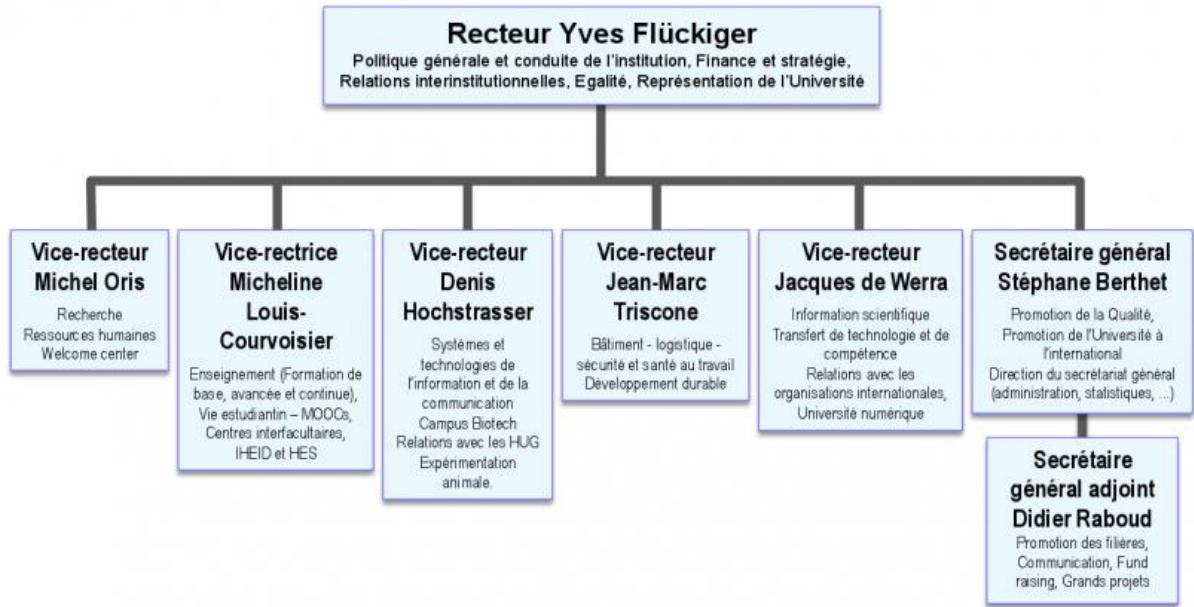 Recteur Yves Flückiger
Politique générale et conduite de l'institution, Finance et stratégie,
Relations interinstitutionnelles, Egalité, Représentation de l'Université
Vice-recteur
Michel Oris
Recherche
Ressources humaines
Welcome center
Vice-rectrice
Micheline
Louis-
Courvoisier
Enseignement (Formation de
base, avancée et continue),
Vie estudiantin – MOOCs,
Centres interfacultaires,
IHEID et HES
Vice-recteur
Denis
Hochstrasser
Systèmes et
technologies de
l'information et de la
communication
Campus Biotech
Relations avec les HUG
Expérimentation
animale.
Vice-recteur
Jean-Marc
Triscone
Bâtiment - logistique -
sécurité et santé au travail
Développement durable
Vice-recteur
Jacques de Werra
Information scientifique
Transfert de technologie et de
compétence
Relations avec les
organisations internationales,
Université numérique
Secrétaire général
Stéphane Berthet
Promotion de la Qualité,
Promotion de l'Université à
l'international
Direction du secrétariat général
(administration, statistiques, ...)
Secrétaire
général adjoint
Didier Raboud
Promotion des filières,
Communication, Fund
raising, Grands projets